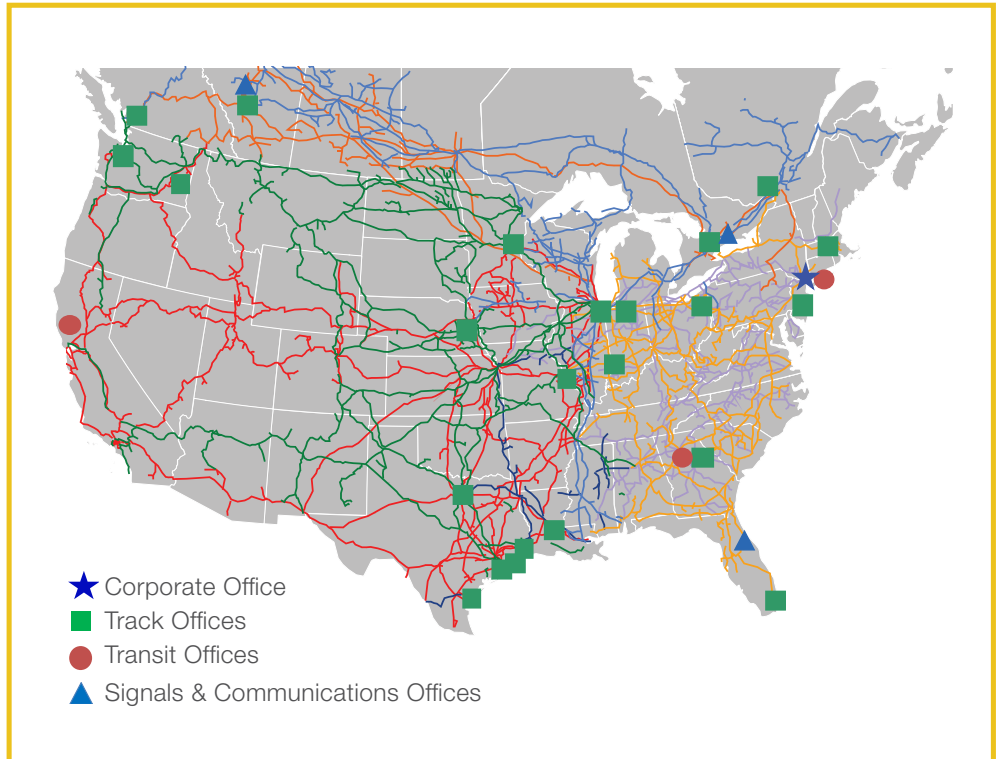 Corporate Office
Track Offices
Transit Offices
Signals & Communications Offices